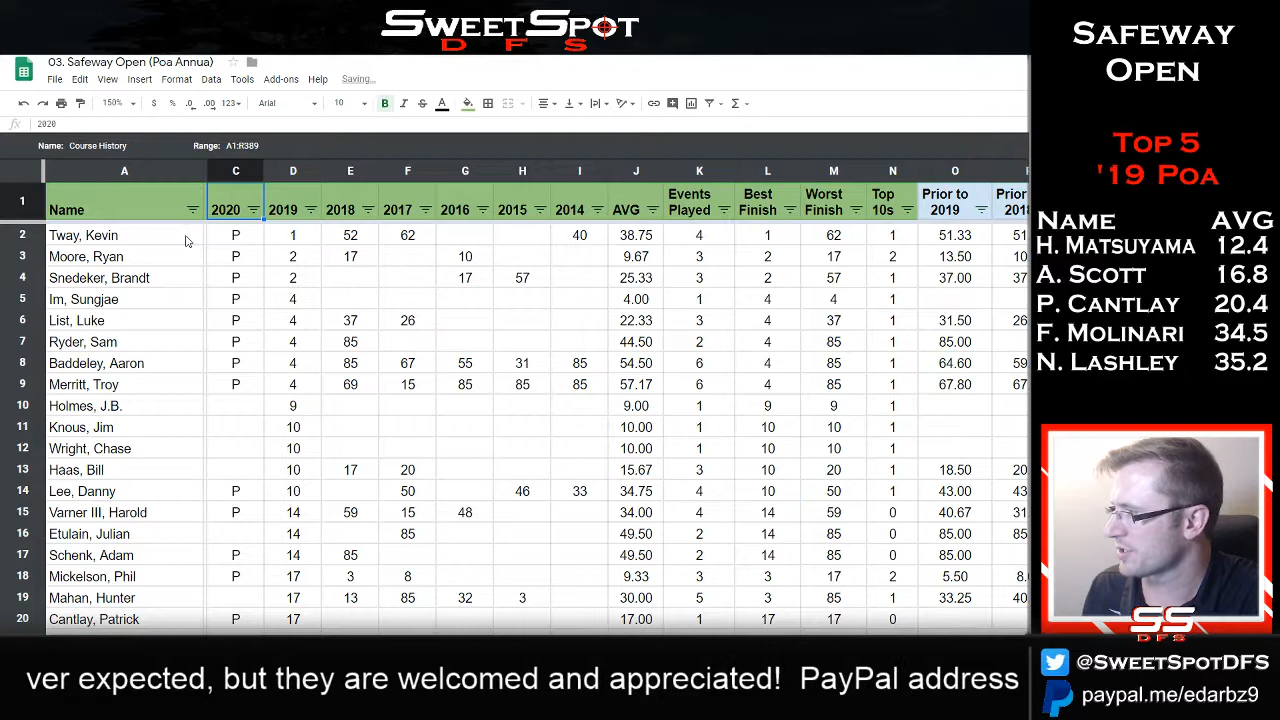 SWEETSPOT
DFS
03. Safeway Open (Poa Annua)
File Edit View Insert Format Data Tools Add-ons Help Saving...
150% $ % .0 .00 123 Arial 10 B I S A
fx 2020
Name: Course History Range: A1:R389
A C D E F G H I J K L M N O
1 Name 2020 2019 2018 2017 2016 2015 2014 AVG Events Played Best Finish Worst Finish Top 10s Prior to 2019 Prior 2018
2 Tway, Kevin P 1 52 62 40 38.75 4 1 62 1 51.33 51
3 Moore, Ryan P 2 17 10 9.67 3 2 17 2 13.50 10
4 Snedeker, Brandt P 2 17 57 25.33 3 2 57 1 37.00 37
5 Im, Sungjae P 4 4.00 1 4 4 1
6 List, Luke P 4 37 26 22.33 3 4 37 1 31.50 26
7 Ryder, Sam P 4 85 44.50 2 4 85 1 85.00
8 Baddeley, Aaron P 4 85 67 55 31 85 54.50 6 4 85 1 64.60 59
9 Merritt, Troy P 4 69 15 85 85 85 57.17 6 4 85 1 67.80 67
10 Holmes, J.B. 9 9.00 1 9 9 1
11 Knous, Jim 10 10.00 1 10 10 1
12 Wright, Chase 10 10.00 1 10 10 1
13 Haas, Bill 10 17 20 15.67 3 10 20 1 18.50 20
14 Lee, Danny P 10 50 46 33 34.75 4 10 50 1 43.00 43
15 Varner III, Harold P 14 59 15 48 34.00 4 14 59 0 40.67 31
16 Etulain, Julian 14 85 49.50 2 14 85 0 85.00 85
17 Schenk, Adam P 14 85 49.50 2 14 85 0 85.00
18 Mickelson, Phil P 17 3 8 9.33 3 3 17 2 5.50 8.
19 Mahan, Hunter 17 13 85 32 3 30.00 5 3 85 1 33.25 40
20 Cantlay, Patrick P 17 17.00 1 17 17 0
SAFEWAY
OPEN
TOP 5
'19 POA
NAME AVG
H. MATSUYAMA 12.4
A. SCOTT 16.8
P. CANTLAY 20.4
F. MOLINARI 34.5
N. LASHLEY 35.2
SS
DFS
ver expected, but they are welcomed and appreciated! PayPal address
@SWEETSPOTDFS
paypal.me/edarbz9